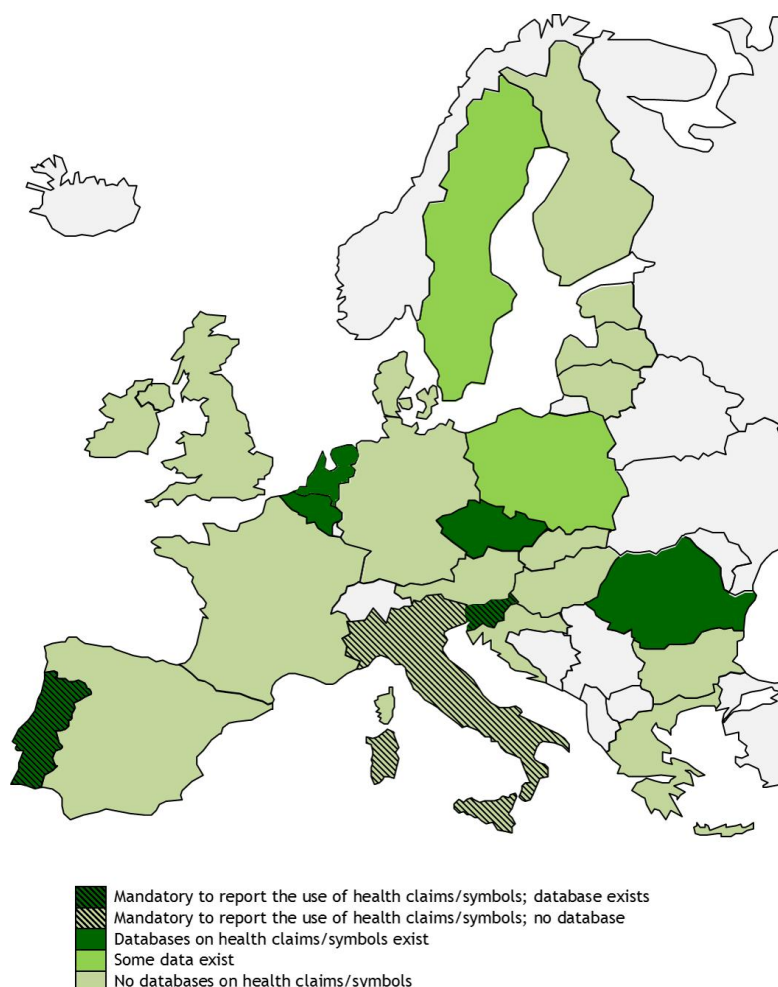 Mandatory to report the use of health claims/symbols; database exists
Mandatory to report the use of health claims/symbols; no database
Databases on health claims/symbols exist
Some data exist
No databases on health claims/symbols